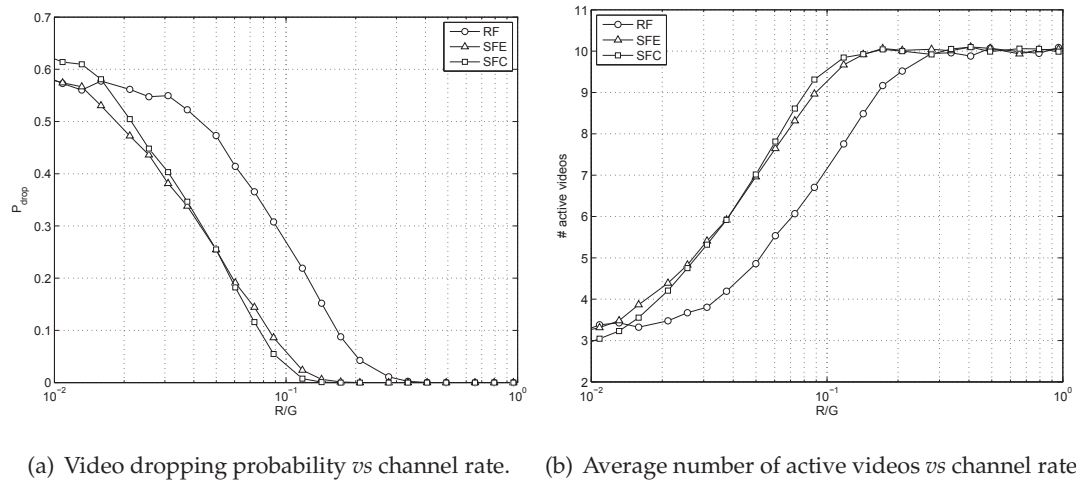 0.7
0.6
0.5
0.4
0.3
0.2
0.1
0
P_drop
10^-2
10^-1
10^0
R/G
RF
SFE
SFC
11
10
9
8
7
6
5
4
3
2
# active videos
10^-2
10^-1
10^0
R/G
RF
SFE
SFC
(a) Video dropping probability vs channel rate.
(b) Average number of active videos vs channel rate